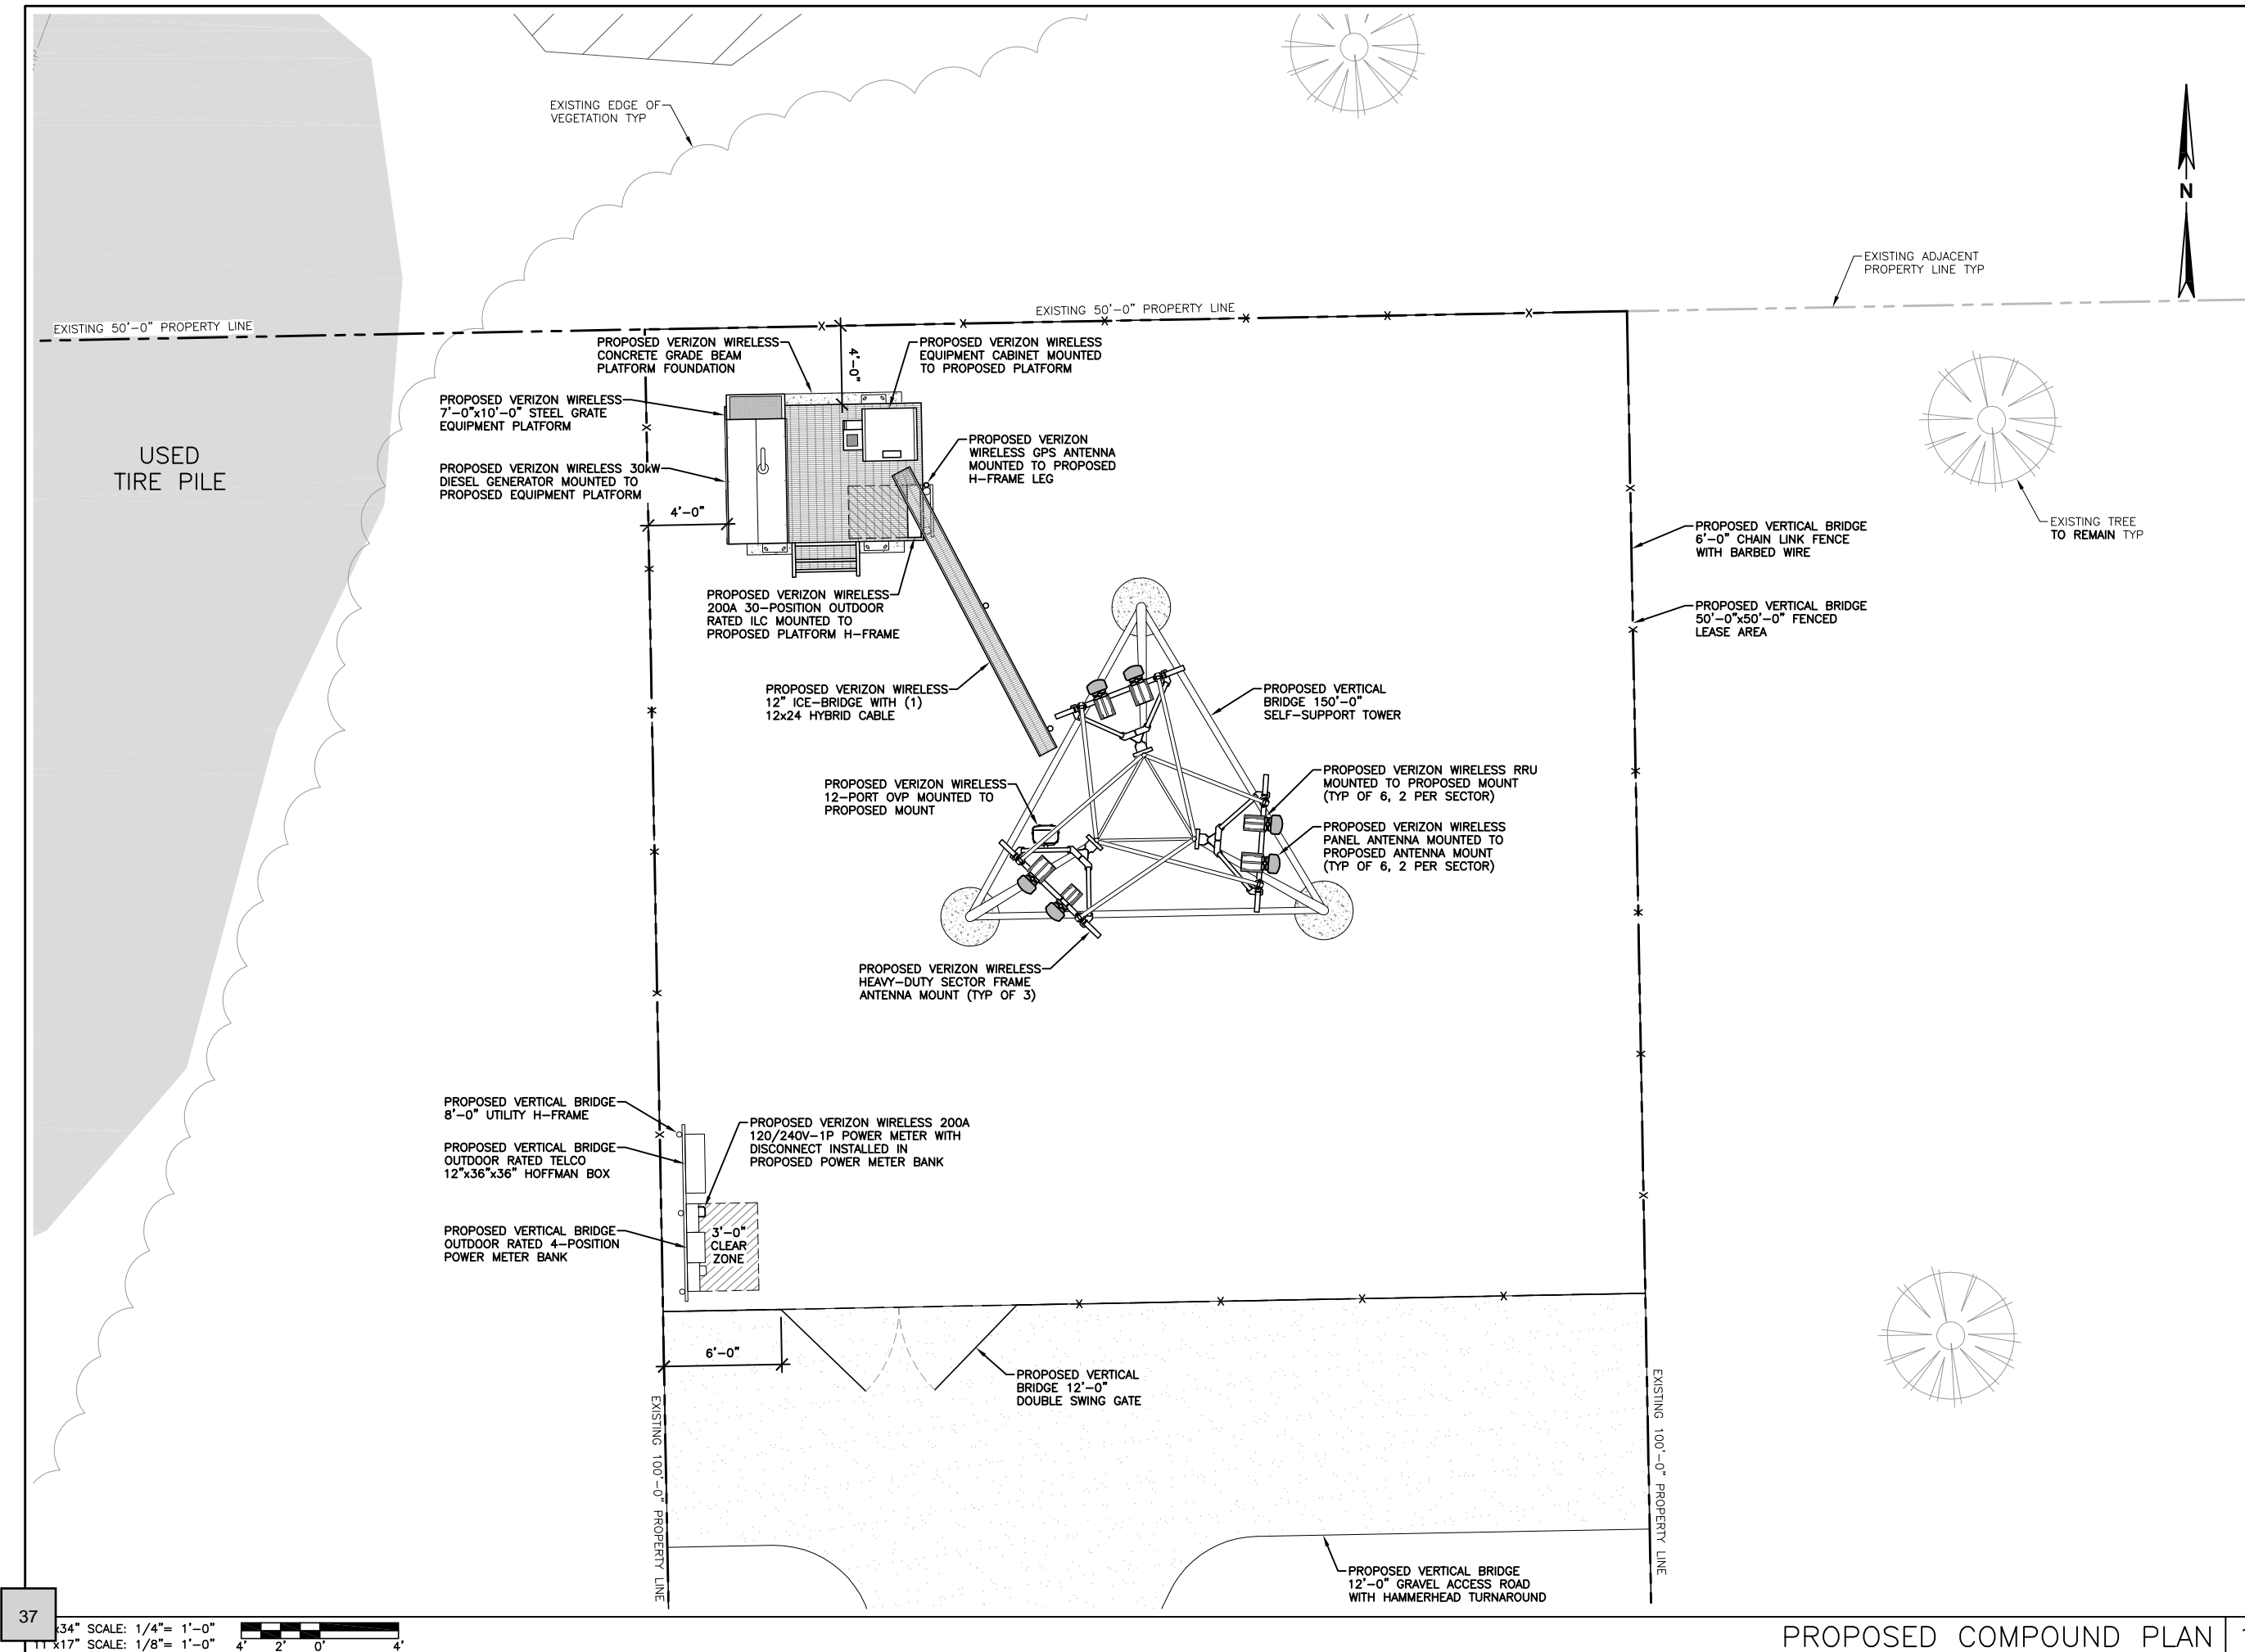 EXISTING EDGE OF
VEGETATION TYP
N
EXISTING ADJACENT
PROPERTY LINE TYP
EXISTING 50'-0" PROPERTY LINE
EXISTING 50'-0" PROPERTY LINE
PROPOSED VERIZON WIRELESS
CONCRETE GRADE BEAM
PLATFORM FOUNDATION
4'-0"
PROPOSED VERIZON WIRELESS
EQUIPMENT CABINET MOUNTED
TO PROPOSED PLATFORM
PROPOSED VERIZON WIRELESS
7'-0"x10'-0" STEEL GRATE
EQUIPMENT PLATFORM
USED
TIRE PILE
PROPOSED VERIZON
WIRELESS GPS ANTENNA
MOUNTED TO PROPOSED
H-FRAME LEG
PROPOSED VERIZON WIRELESS 30kW
DIESEL GENERATOR MOUNTED TO
PROPOSED EQUIPMENT PLATFORM
4'-0"
PROPOSED VERTICAL BRIDGE
6'-0" CHAIN LINK FENCE
WITH BARBED WIRE
EXISTING TREE
TO REMAIN TYP
PROPOSED VERIZON WIRELESS
200A 30-POSITION OUTDOOR
RATED ILC MOUNTED TO
PROPOSED PLATFORM H-FRAME
PROPOSED VERTICAL BRIDGE
50'-0"x50'-0" FENCED
LEASE AREA
PROPOSED VERIZON WIRELESS
12" ICE-BRIDGE WITH (1)
12x24 HYBRID CABLE
PROPOSED VERTICAL
BRIDGE 150'-0"
SELF-SUPPORT TOWER
PROPOSED VERIZON WIRELESS
12-PORT OVP MOUNTED TO
PROPOSED MOUNT
PROPOSED VERIZON WIRELESS RRU
MOUNTED TO PROPOSED MOUNT
(TYP OF 6, 2 PER SECTOR)
PROPOSED VERIZON WIRELESS
PANEL ANTENNA MOUNTED TO
PROPOSED ANTENNA MOUNT
(TYP OF 6, 2 PER SECTOR)
PROPOSED VERIZON WIRELESS
HEAVY-DUTY SECTOR FRAME
ANTENNA MOUNT (TYP OF 3)
PROPOSED VERTICAL BRIDGE
8'-0" UTILITY H-FRAME
PROPOSED VERTICAL BRIDGE
OUTDOOR RATED TELCO
12"x36"x36" HOFFMAN BOX
PROPOSED VERIZON WIRELESS 200A
120/240V-1P POWER METER WITH
DISCONNECT INSTALLED IN
PROPOSED POWER METER BANK
PROPOSED VERTICAL BRIDGE
OUTDOOR RATED 4-POSITION
POWER METER BANK
3'-0"
CLEAR
ZONE
6'-0"
PROPOSED VERTICAL
BRIDGE 12'-0"
DOUBLE SWING GATE
EXISTING 100'-0" PROPERTY LINE
EXISTING 100'-0" PROPERTY LINE
PROPOSED VERTICAL BRIDGE
12'-0" GRAVEL ACCESS ROAD
WITH HAMMERHEAD TURNAROUND
37
x34" SCALE: 1/4"= 1'-0"
11"x17" SCALE: 1/8"= 1'-0"
4' 2' 0' 4'
PROPOSED COMPOUND PLAN